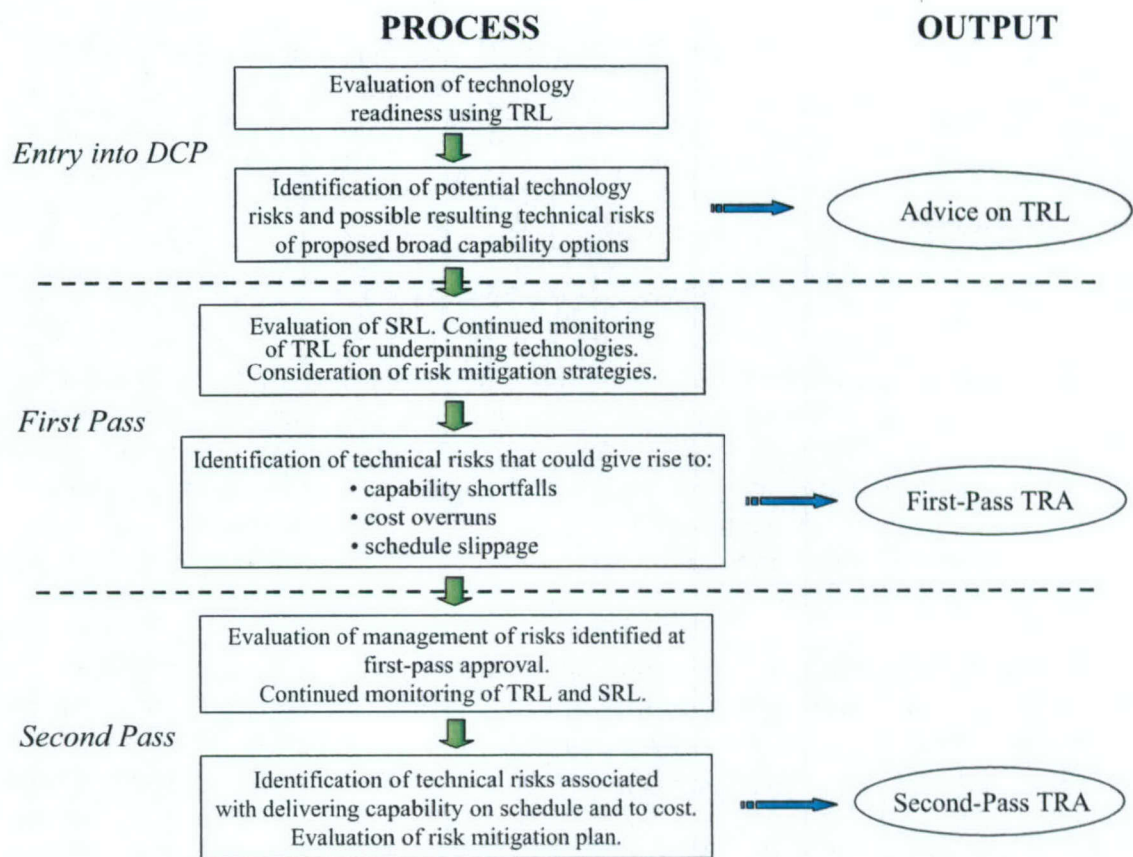 PROCESS
OUTPUT
Evaluation of technology
readiness using TRL
Entry into DCP
Identification of potential technology
risks and possible resulting technical risks
of proposed broad capability options
Advice on TRL
Evaluation of SRL. Continued monitoring
of TRL for underpinning technologies.
Consideration of risk mitigation strategies.
First Pass
Identification of technical risks that could give rise to:
• capability shortfalls
• cost overruns
• schedule slippage
First-Pass TRA
Evaluation of management of risks identified at
first-pass approval.
Continued monitoring of TRL and SRL.
Second Pass
Identification of technical risks associated
with delivering capability on schedule and to cost.
Evaluation of risk mitigation plan.
Second-Pass TRA